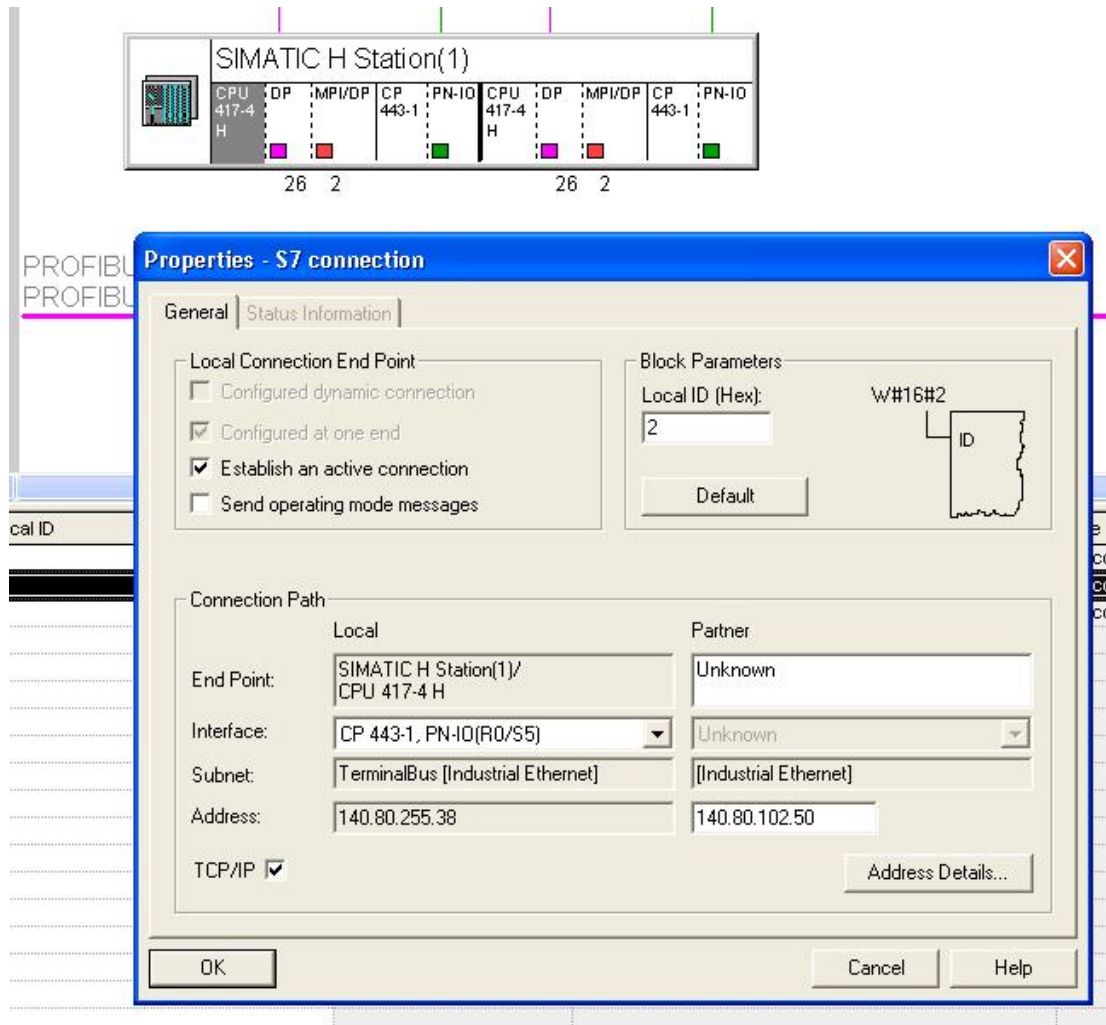 SIMATIC H Station(1)
CPU 417-4 H
DP
MPI/DP
CP 443-1
PN-IO
CPU 417-4 H
DP
MPI/DP
CP 443-1
PN-IO
26 2
26 2
PROFIBU
PROFIBU
Properties - S7 connection
General
Status Information
Local Connection End Point
Configured dynamic connection
Configured at one end
Establish an active connection
Send operating mode messages
Block Parameters
Local ID (Hex):
W#16#2
2
ID
Default
cal ID
Connection Path
Local
Partner
End Point:
SIMATIC H Station(1)/
CPU 417-4 H
Unknown
Interface:
CP 443-1, PN-IO(R0/S5)
Unknown
Subnet:
TerminalBus [Industrial Ethernet]
[Industrial Ethernet]
Address:
140.80.255.38
140.80.102.50
TCP/IP
Address Details...
OK
Cancel
Help